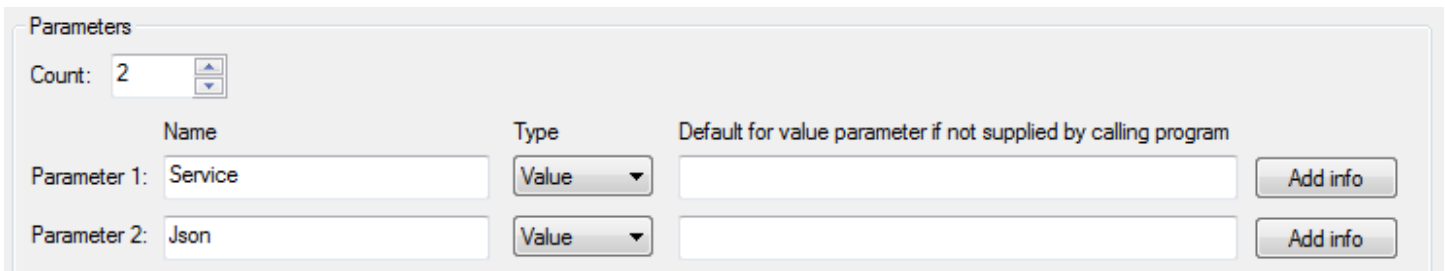 Parameters
Count: 2
Name Type Default for value parameter if not supplied by calling program
Parameter 1: Service Value Add info
Parameter 2: Json Value Add info